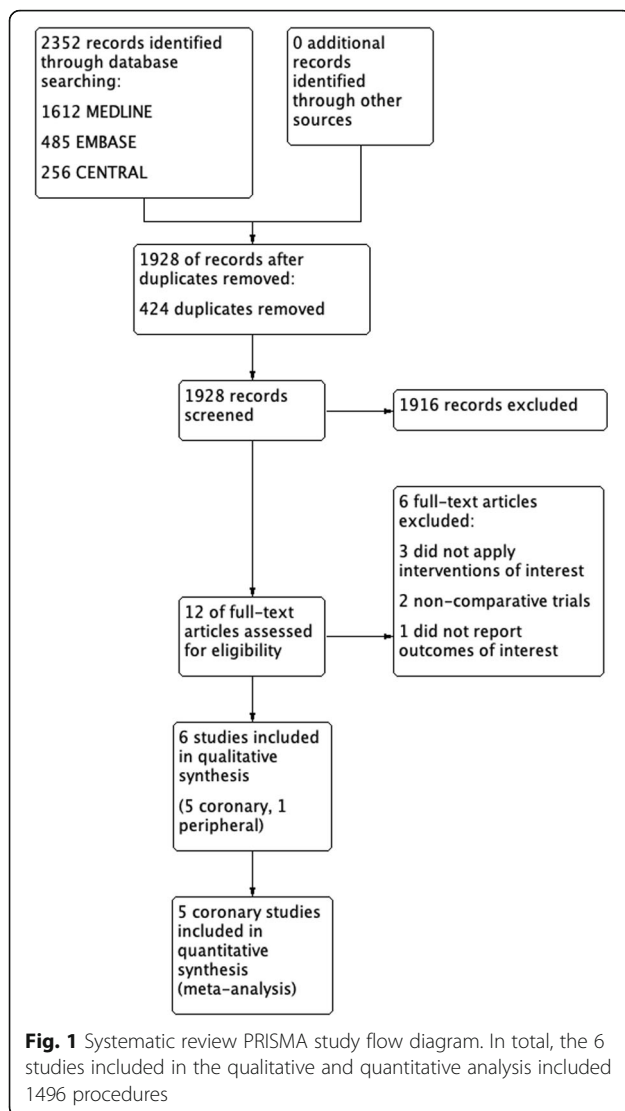 2352 records identified
through database
searching:
1612 MEDLINE
485 EMBASE
256 CENTRAL
0 additional
records
identified
through other
sources
1928 of records after
duplicates removed:
424 duplicates removed
1928 records
screened
1916 records excluded
6 full-text articles
excluded:
3 did not apply
interventions of interest
2 non-comparative trials
1 did not report
outcomes of interest
12 of full-text
articles assessed
for eligibility
6 studies included
in qualitative
synthesis
(5 coronary, 1
peripheral)
5 coronary studies
included in
quantitative
synthesis
(meta-analysis)
Fig. 1 Systematic review PRISMA study flow diagram. In total, the 6
studies included in the qualitative and quantitative analysis included
1496 procedures